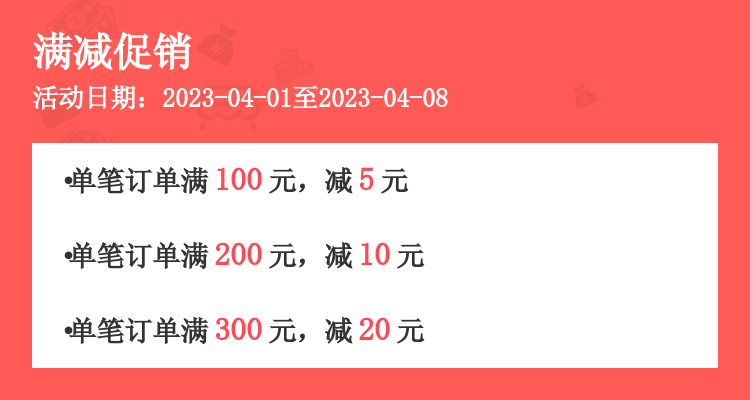 满减促销
活动日期：2023-04-01至2023-04-08
•单笔订单满 100 元，减 5 元
•单笔订单满 200 元，减 10 元
•单笔订单满 300 元，减 20 元